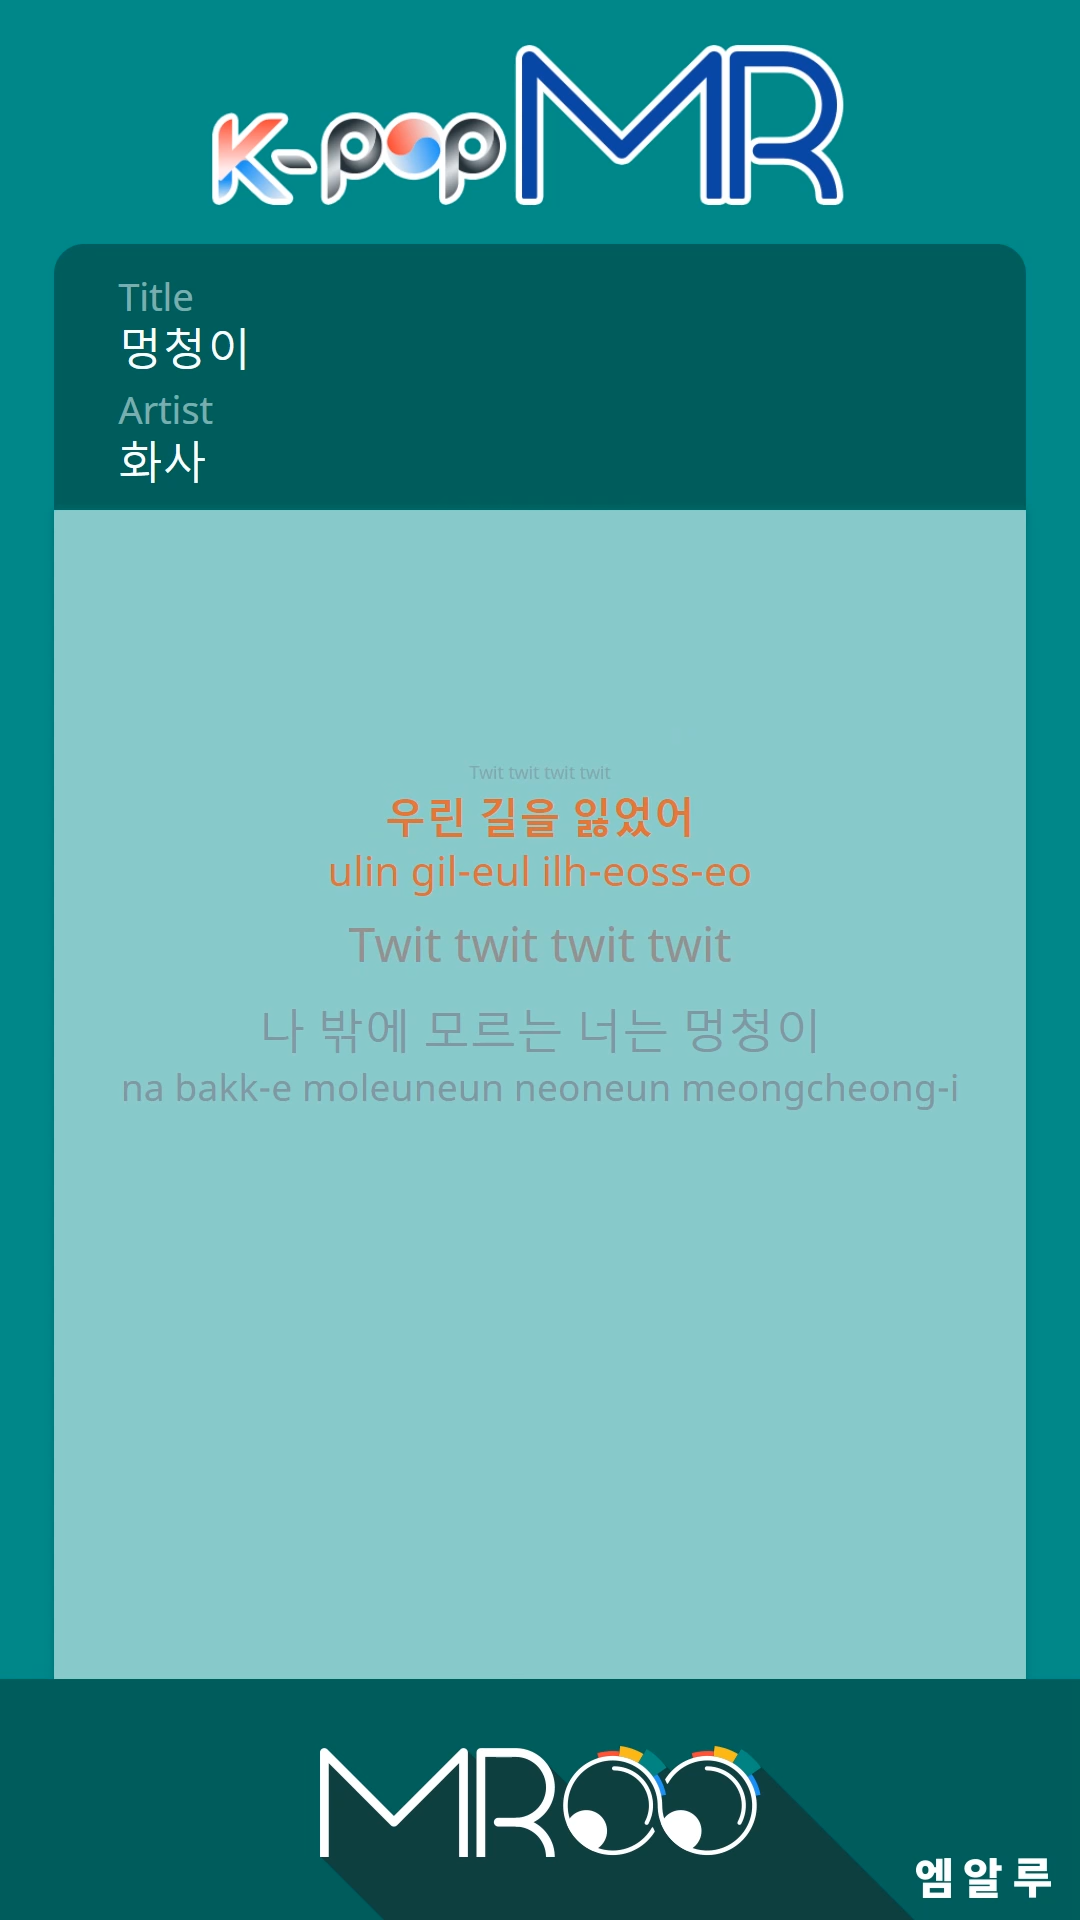 K-pop MR
Title
멍청이
Artist
화사
Twit twit twit twit
우린 길을 잃었어
ulin gil-eul ilh-eoss-eo
Twit twit twit twit
나 밖에 모르는 너는 멍청이
na bakk-e moleuneun neoneun meongcheong-i
MROO
엠알루